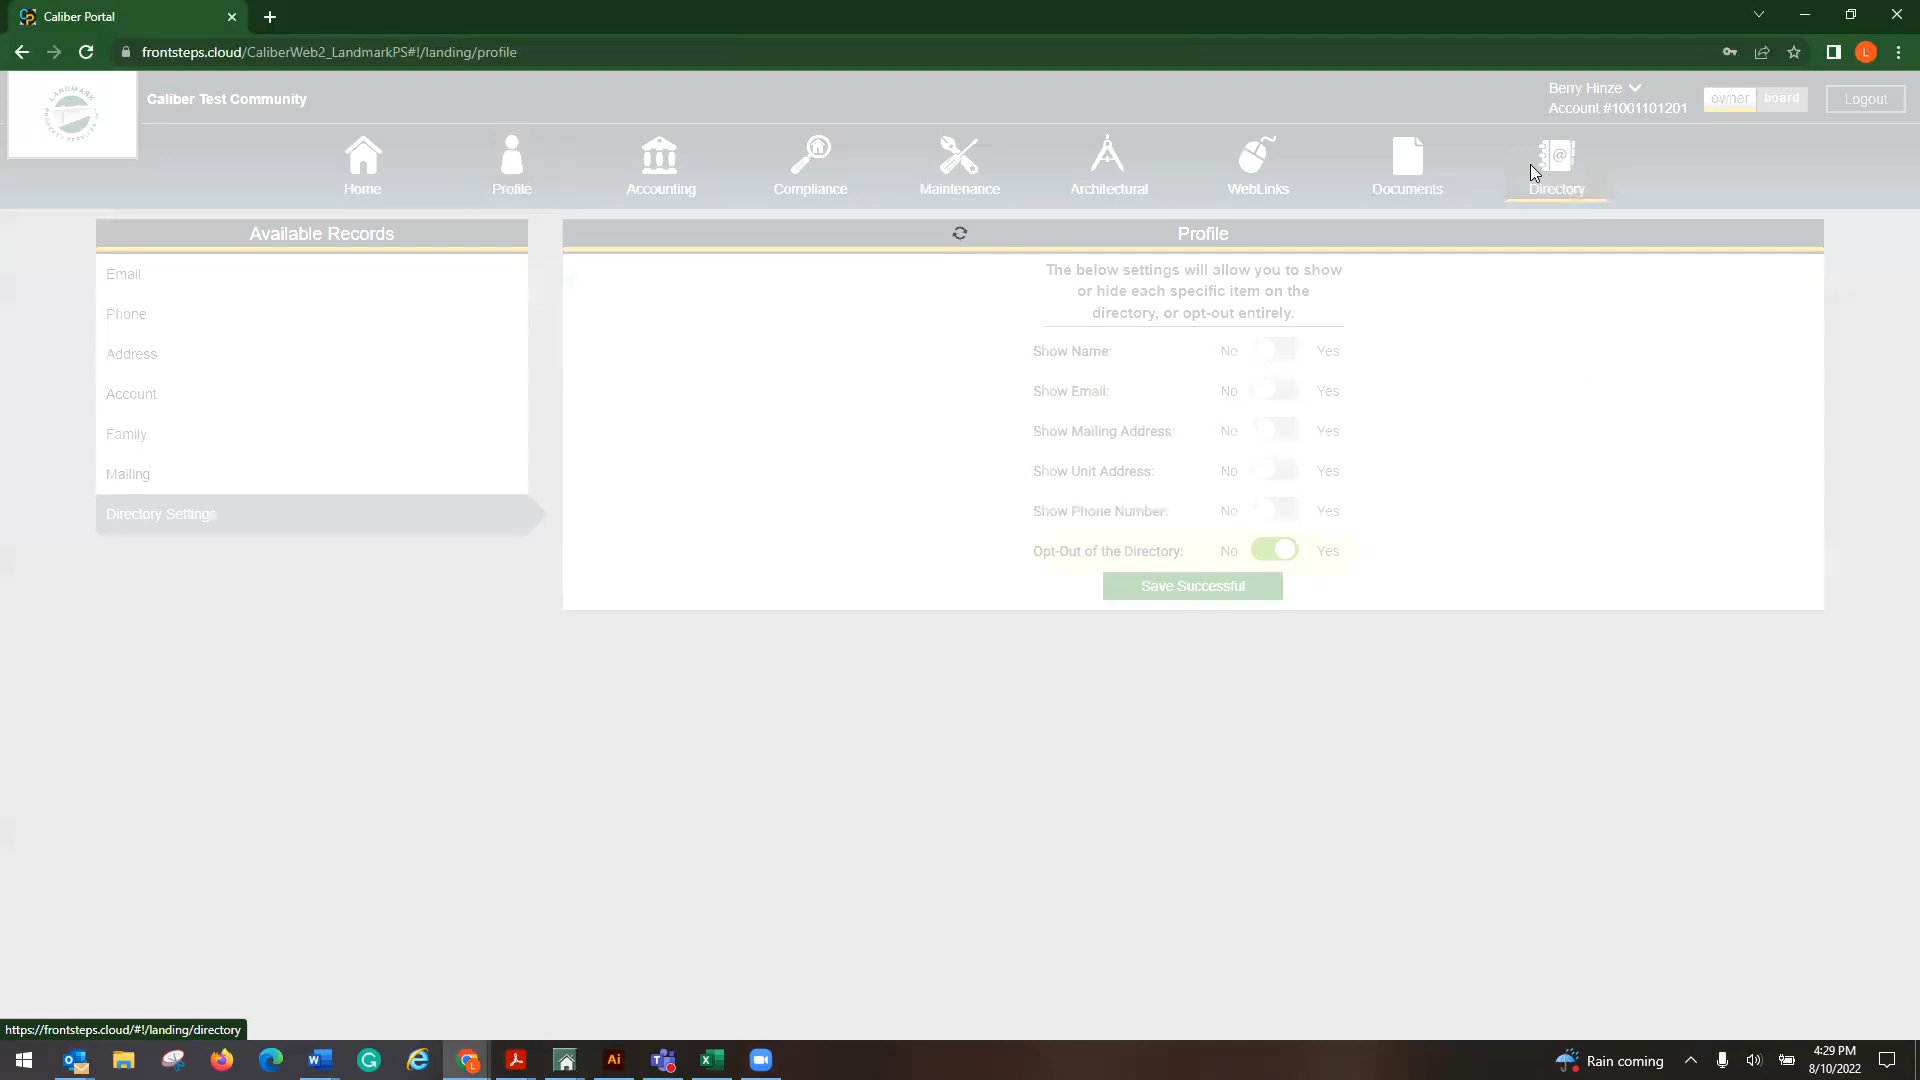 Caliber Portal
frontsteps.cloud/CaliberWeb2_LandmarkPS#!/landing/profile
LANDMARK
PROPERTY SERVICES
Caliber Test Community
Berry Hinze
Account #1001101201
owner board
Logout
Home Profile Accounting Compliance Maintenance Architectural WebLinks Documents Directory
Available Records
Email
Phone
Address
Account
Family
Mailing
Directory Settings
Profile
The below settings will allow you to show
or hide each specific item on the
directory, or opt-out entirely.
Show Name: No Yes
Show Email: No Yes
Show Mailing Address: No Yes
Show Unit Address: No Yes
Show Phone Number: No Yes
Opt-Out of the Directory: No Yes
Save Successful
https://frontsteps.cloud/#!/landing/directory
Rain coming
4:29 PM
8/10/2022